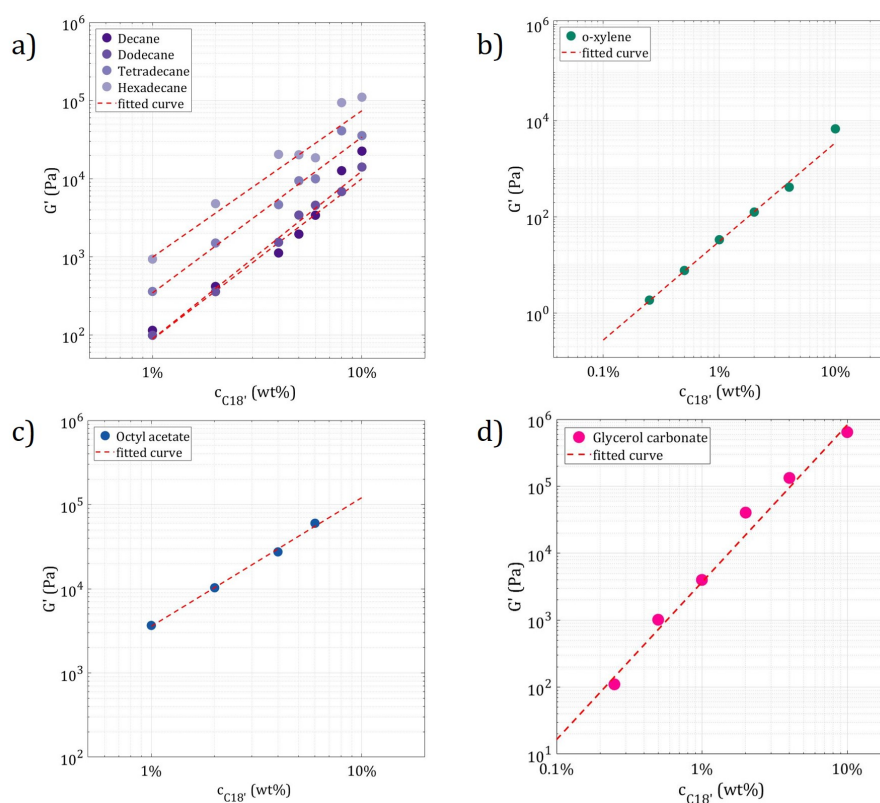 a)
10^6
10^5
10^4
10^3
10^2
G' (Pa)
Decane
Dodecane
Tetradecane
Hexadecane
fitted curve
1%
10%
c_C18' (wt%)
b)
10^6
10^4
10^2
10^0
G' (Pa)
o-xylene
fitted curve
0.1%
1%
10%
c_C18' (wt%)
c)
10^6
10^5
10^4
10^3
10^2
G' (Pa)
Octyl acetate
fitted curve
1%
10%
c_C18' (wt%)
d)
10^6
10^5
10^4
10^3
10^2
10^1
G' (Pa)
Glycerol carbonate
fitted curve
0.1%
1%
10%
c_C18' (wt%)